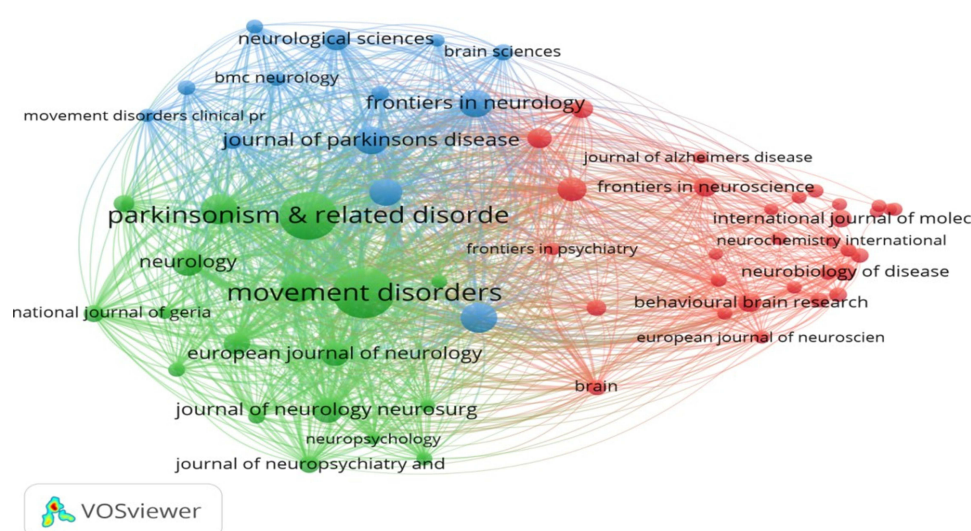 neurological sciences
brain sciences
bmc neurology
frontiers in neurology
movement disorders clinical pr
journal of parkinsons disease
journal of alzheimers disease
frontiers in neuroscience
parkinsonism & related disorde
international journal of molec
neurochemistry international
frontiers in psychiatry
neurology
neurobiology of disease
movement disorders
behavioural brain research
national journal of geria
european journal of neuroscien
european journal of neurology
brain
journal of neurology neurosurg
neuropsychology
journal of neuropsychiatry and
VOSviewer